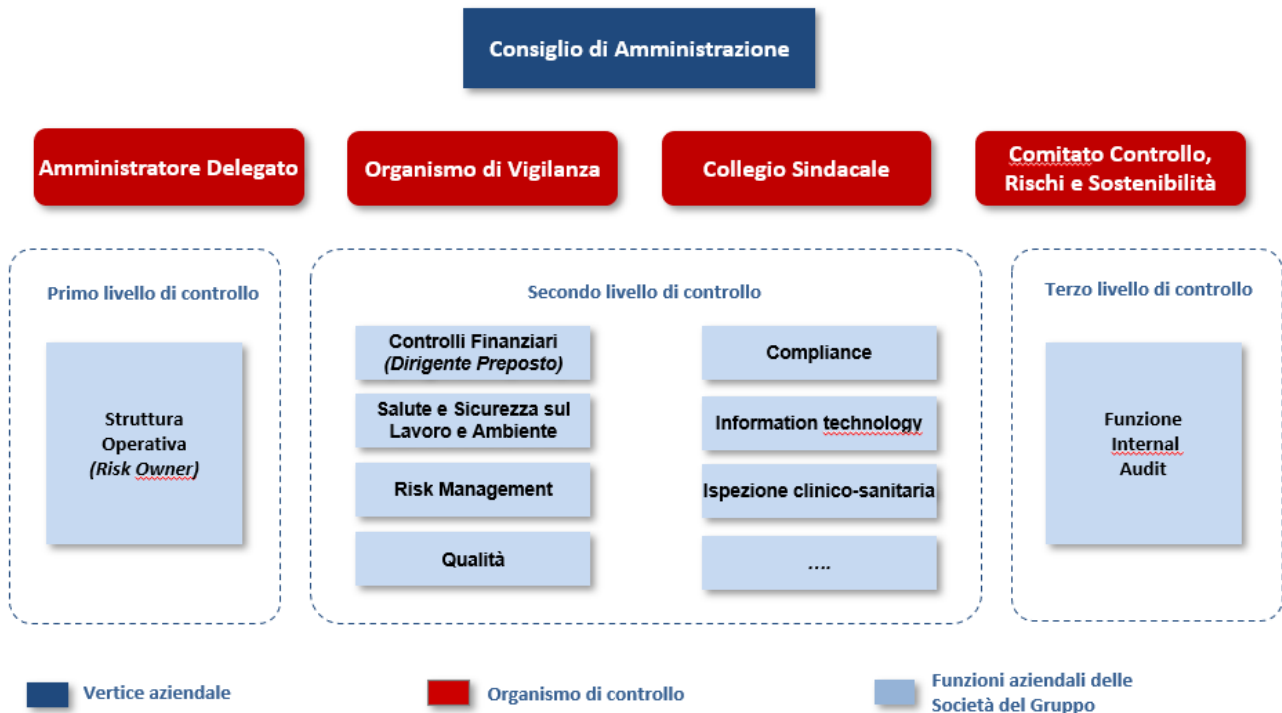 Consiglio di Amministrazione
Amministratore Delegato
Organismo di Vigilanza
Collegio Sindacale
Comitato Controllo,
Rischi e Sostenibilità
Primo livello di controllo
Struttura
Operativa
(Risk Owner)
Secondo livello di controllo
Controlli Finanziari
(Dirigente Preposto)
Compliance
Salute e Sicurezza sul
Lavoro e Ambiente
Information technology
Risk Management
Ispezione clinico-sanitaria
Qualità
....
Terzo livello di controllo
Funzione
Internal
Audit
Vertice aziendale
Organismo di controllo
Funzioni aziendali delle
Società del Gruppo